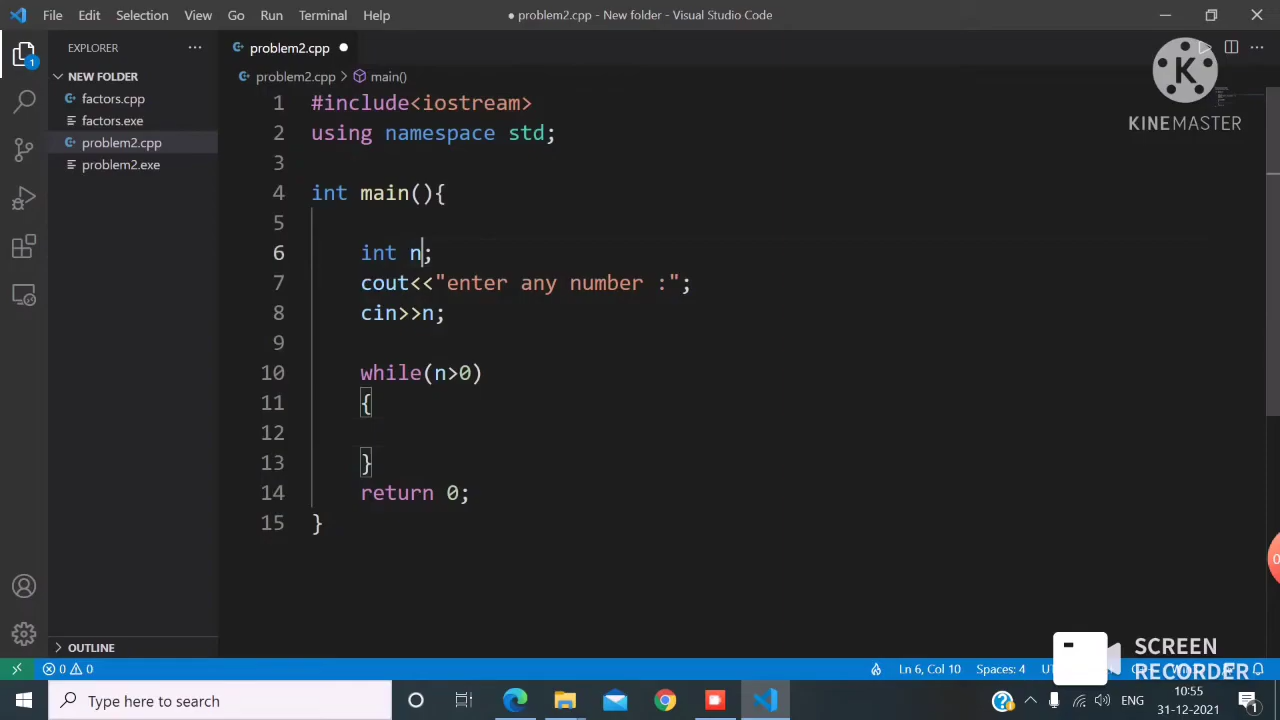 File Edit Selection View Go Run Terminal Help
● problem2.cpp - New folder - Visual Studio Code
EXPLORER
NEW FOLDER
factors.cpp
factors.exe
problem2.cpp
problem2.exe
OUTLINE
problem2.cpp
problem2.cpp > main()
1 #include<iostream>
2 using namespace std;
3
4 int main(){
5
6 int n;
7 cout<<"enter any number :";
8 cin>>n;
9
10 while(n>0)
11 {
12
13 }
14 return 0;
15 }
K
KINEMASTER
SCREEN
RECORDER
1
0 0
Ln 6, Col 10 Spaces: 4
Type here to search
ENG
10:55
31-12-2021
1